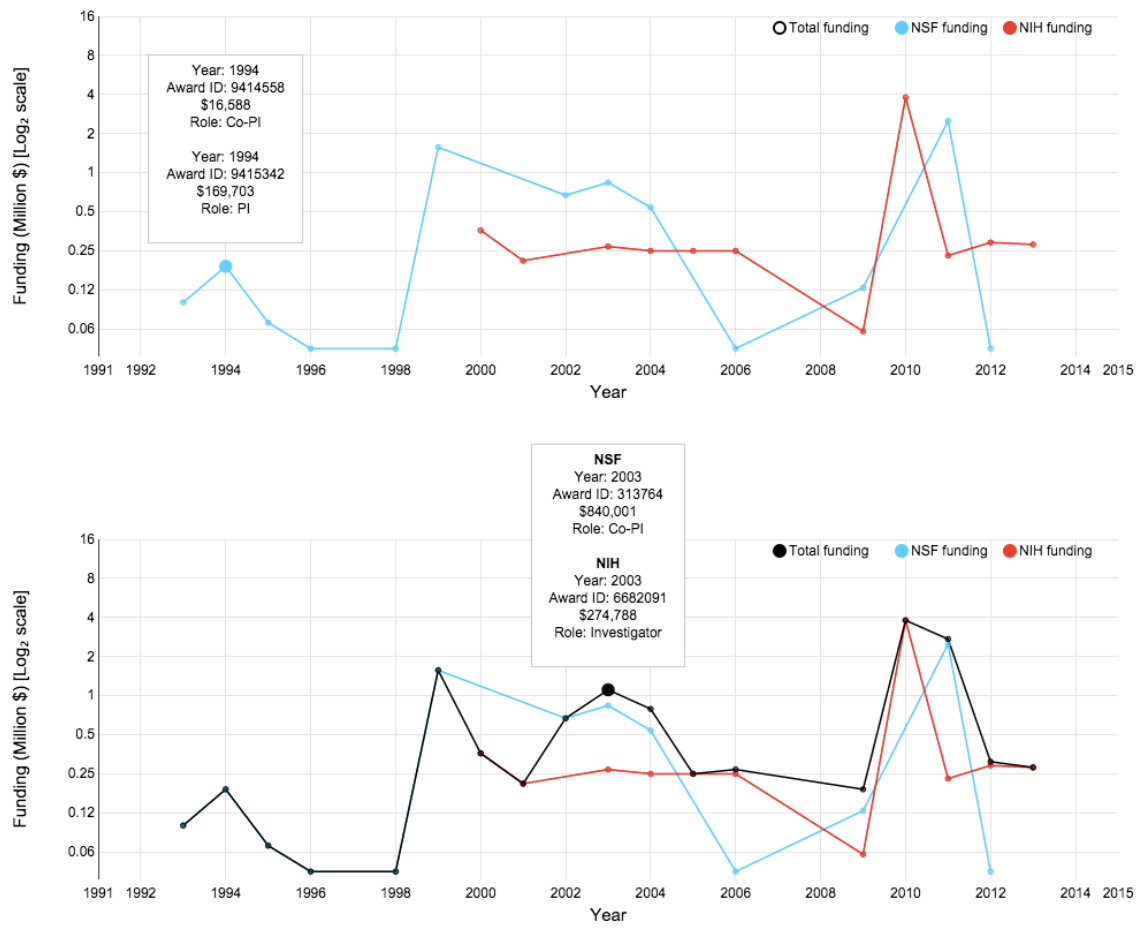 16
Total funding NSF funding NIH funding
8
Year: 1994
Award ID: 9414558
$16,588
Role: Co-PI
Year: 1994
Award ID: 9415342
$169,703
Role: PI
4
2
1
0.5
0.25
0.12
0.06
Funding (Million $) [Log₂ scale]
1991 1992 1994 1996 1998 2000 2002 2004 2006 2008 2010 2012 2014 2015
Year
NSF
Year: 2003
Award ID: 313764
$840,001
Role: Co-PI
NIH
Year: 2003
Award ID: 6682091
$274,788
Role: Investigator
16
Total funding NSF funding NIH funding
8
4
2
1
0.5
0.25
0.12
0.06
Funding (Million $) [Log₂ scale]
1991 1992 1994 1996 1998 2000 2002 2004 2006 2008 2010 2012 2014 2015
Year